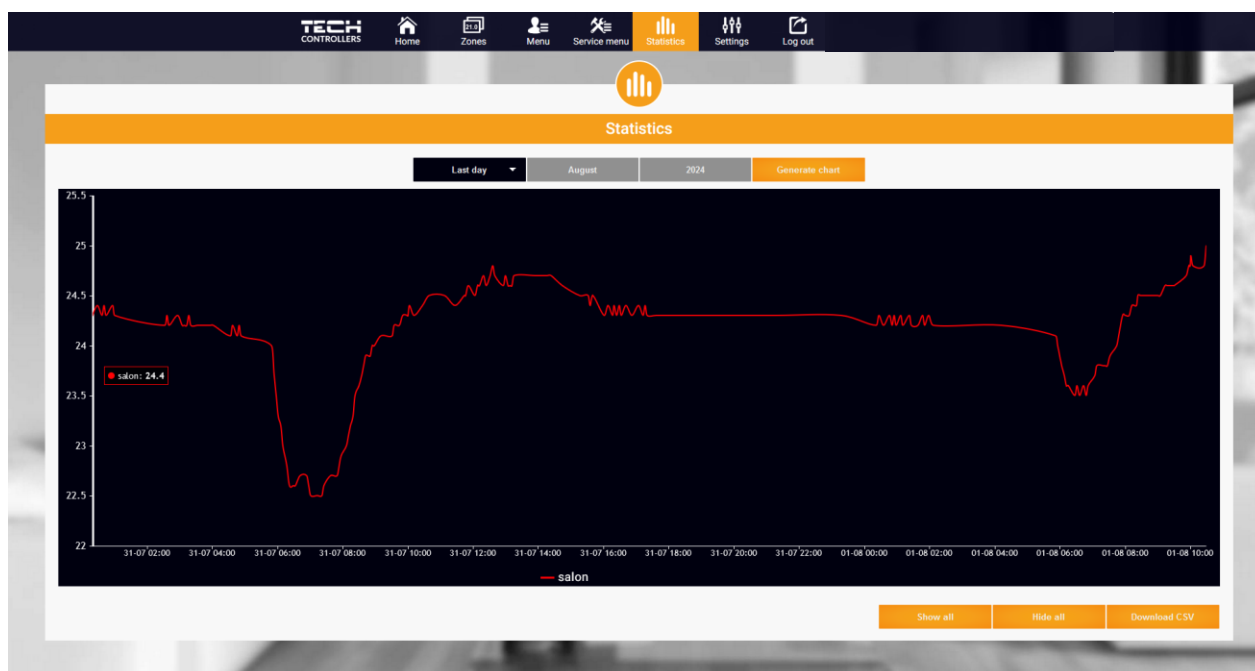 TECH
CONTROLLERS
Home
21.0
Zones
Menu
Service menu
Statistics
Settings
Log out
Statistics
Last day
August
2024
Generate chart
25.5
25
24.5
24
23.5
23
22.5
22
salon: 24.4
31-07 02:00 31-07 04:00 31-07 06:00 31-07 08:00 31-07 10:00 31-07 12:00 31-07 14:00 31-07 16:00 31-07 18:00 31-07 20:00 31-07 22:00 01-08 00:00 01-08 02:00 01-08 04:00 01-08 06:00 01-08 08:00 01-08 10:00
salon
Show all
Hide all
Download CSV